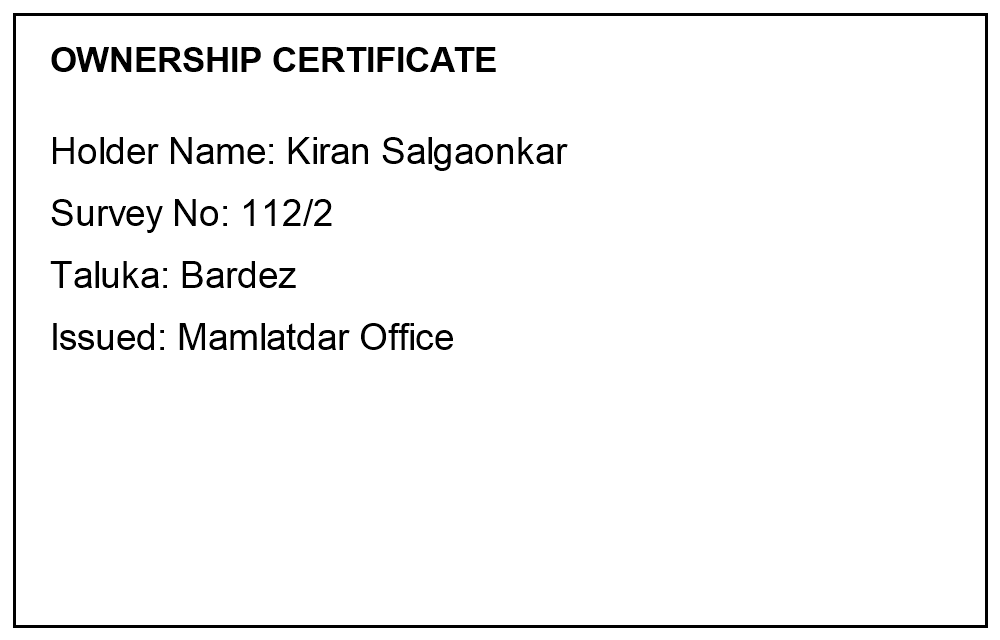 OWNERSHIP CERTIFICATE
Holder Name: Kiran Salgaonkar
Survey No: 112/2
Taluka: Bardez
Issued: Mamlatdar Office